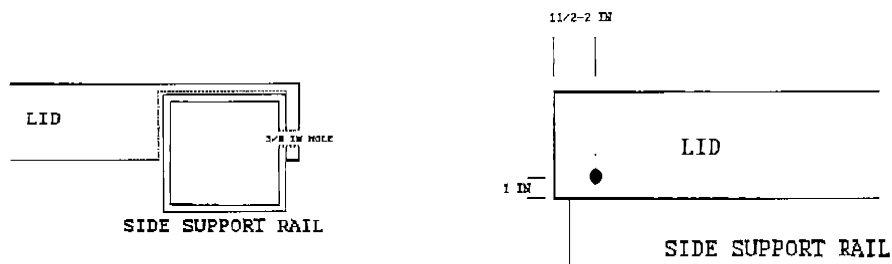 11/2-2 IN
LID
3/8 IN HOLE
SIDE SUPPORT RAIL
LID
1 IN
SIDE SUPPORT RAIL